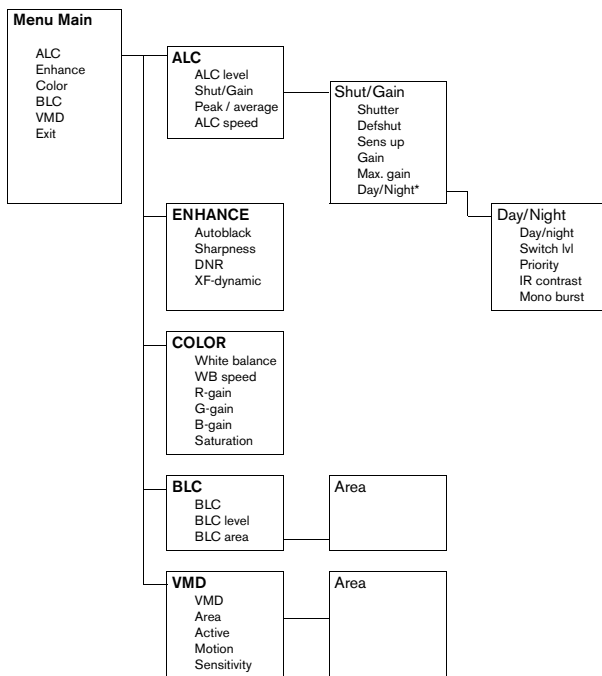 Menu Main
ALC
Enhance
Color
BLC
VMD
Exit
ALC
ALC level
Shut/Gain
Peak / average
ALC speed
Shut/Gain
Shutter
Defshut
Sens up
Gain
Max. gain
Day/Night*
Day/Night
Day/night
Switch lvl
Priority
IR contrast
Mono burst
ENHANCE
Autoblack
Sharpness
DNR
XF-dynamic
COLOR
White balance
WB speed
R-gain
G-gain
B-gain
Saturation
BLC
BLC
BLC level
BLC area
Area
VMD
VMD
Area
Active
Motion
Sensitivity
Area